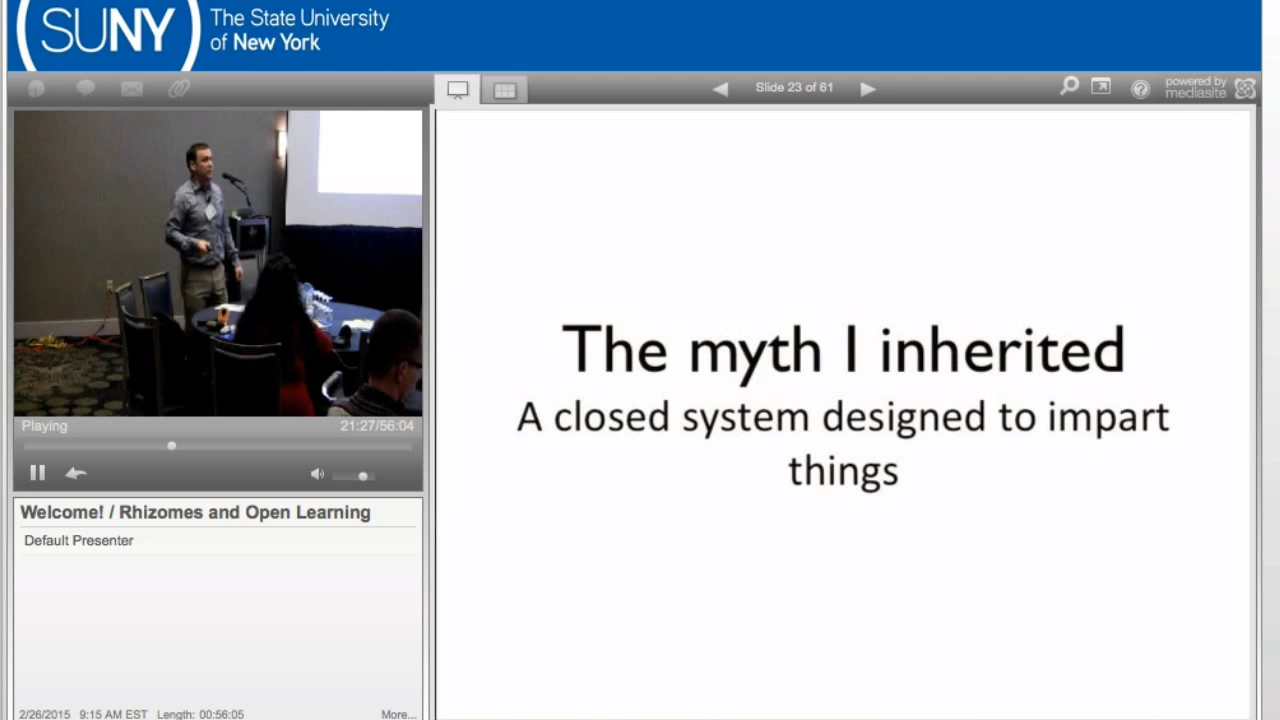 SUNY
The State University
of New York
Slide 23 of 61
powered by
mediasite
The myth I inherited
A closed system designed to impart
things
Playing
21:27/56:04
Welcome! / Rhizomes and Open Learning
Default Presenter
2/26/2015 9:15 AM EST Length: 00:56:05
More...